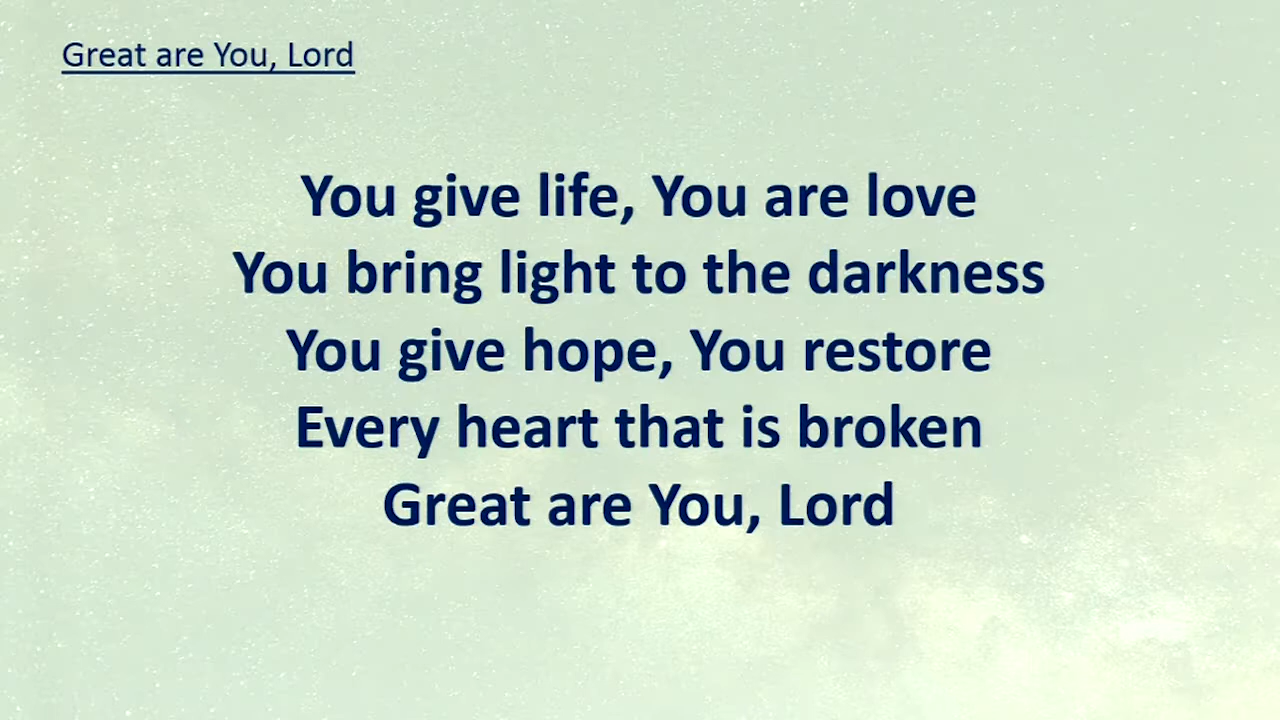 Great are You, Lord
You give life, You are love
You bring light to the darkness
You give hope, You restore
Every heart that is broken
Great are You, Lord